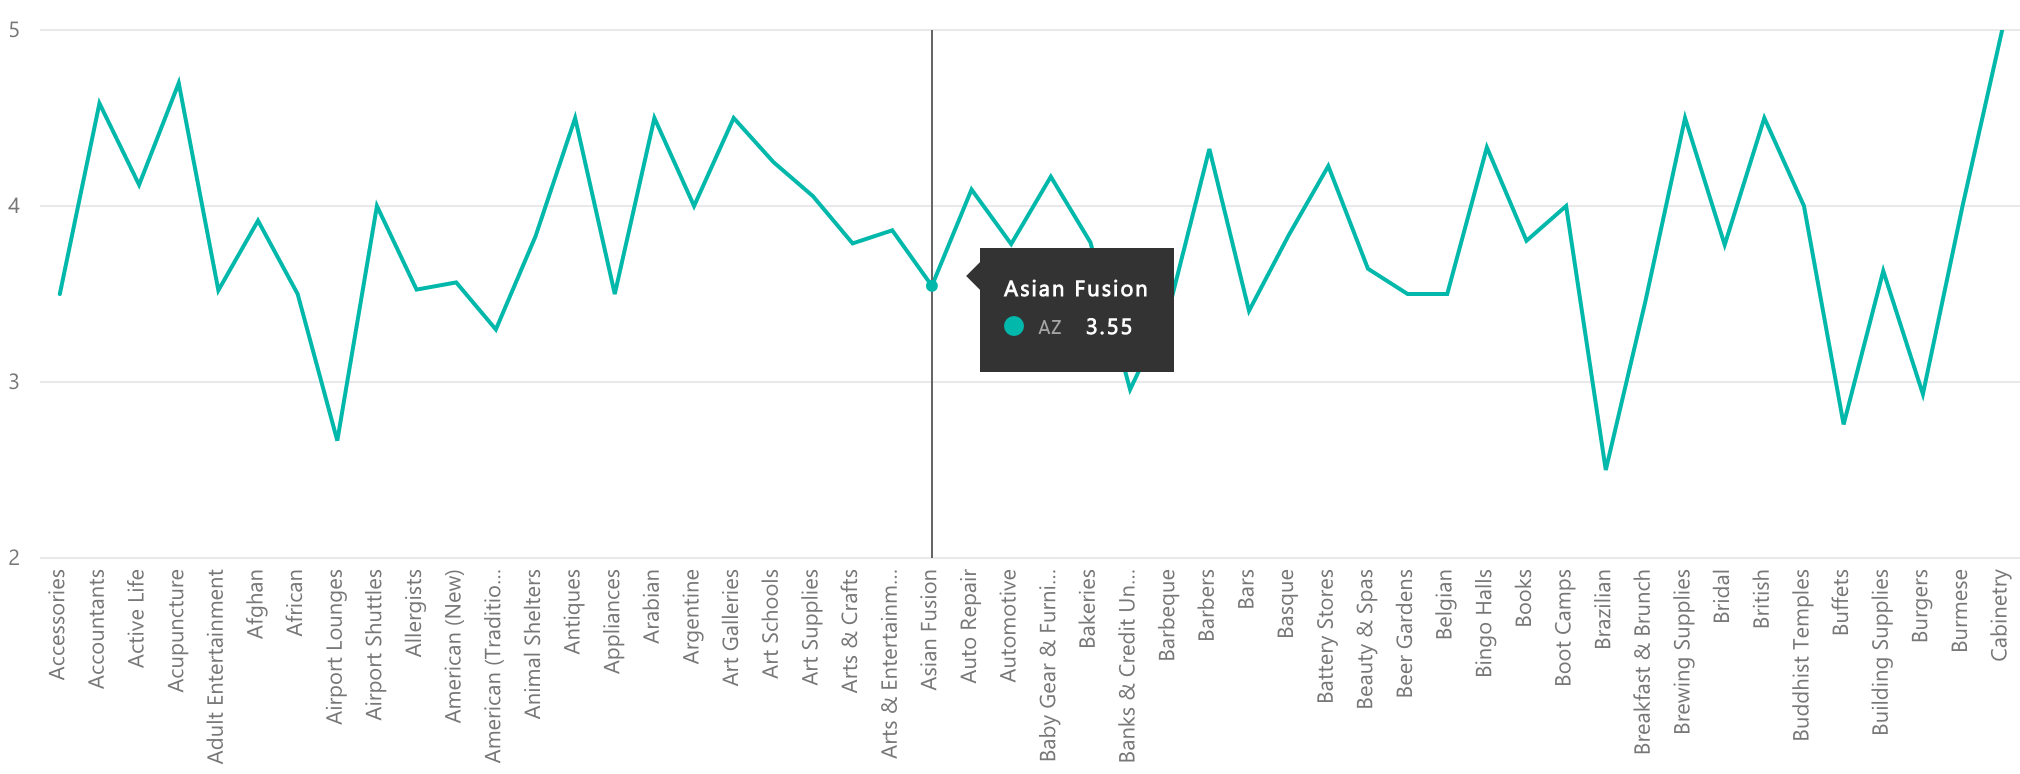 5
4
3
2
Asian Fusion
AZ 3.55
Accessories
Accountants
Active Life
Acupuncture
Adult Entertainment
Afghan
African
Airport Lounges
Airport Shuttles
Allergists
American (New)
American (Traditio...
Animal Shelters
Antiques
Appliances
Arabian
Argentine
Art Galleries
Art Schools
Art Supplies
Arts & Crafts
Arts & Entertainm...
Asian Fusion
Auto Repair
Automotive
Baby Gear & Furni...
Bakeries
Banks & Credit Un...
Barbeque
Barbers
Bars
Basque
Battery Stores
Beauty & Spas
Beer Gardens
Belgian
Bingo Halls
Books
Boot Camps
Brazilian
Breakfast & Brunch
Brewing Supplies
Bridal
British
Buddhist Temples
Buffets
Building Supplies
Burgers
Burmese
Cabinetry